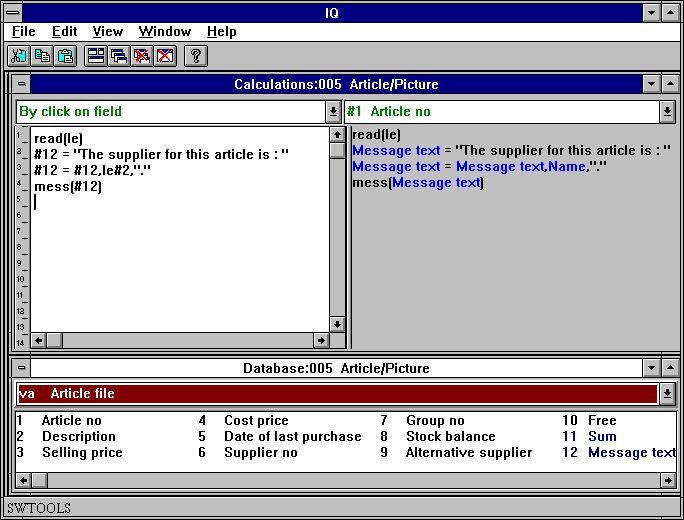 IQ
File Edit View Window Help
Calculations:005 Article/Picture
By click on field
#1 Article no
1 read(le)
2 #12 = "The supplier for this article is : "
3 #12 = #12,le#2,"."
4 mess(#12)
5
6
7
8
9
10
11
12
13
14
read(le)
Message text = "The supplier for this article is : "
Message text = Message text,Name,"."
mess(Message text)
Database:005 Article/Picture
va Article file
1 Article no 4 Cost price 7 Group no 10 Free
2 Description 5 Date of last purchase 8 Stock balance 11 Sum
3 Selling price 6 Supplier no 9 Alternative supplier 12 Message text
SWTOOLS